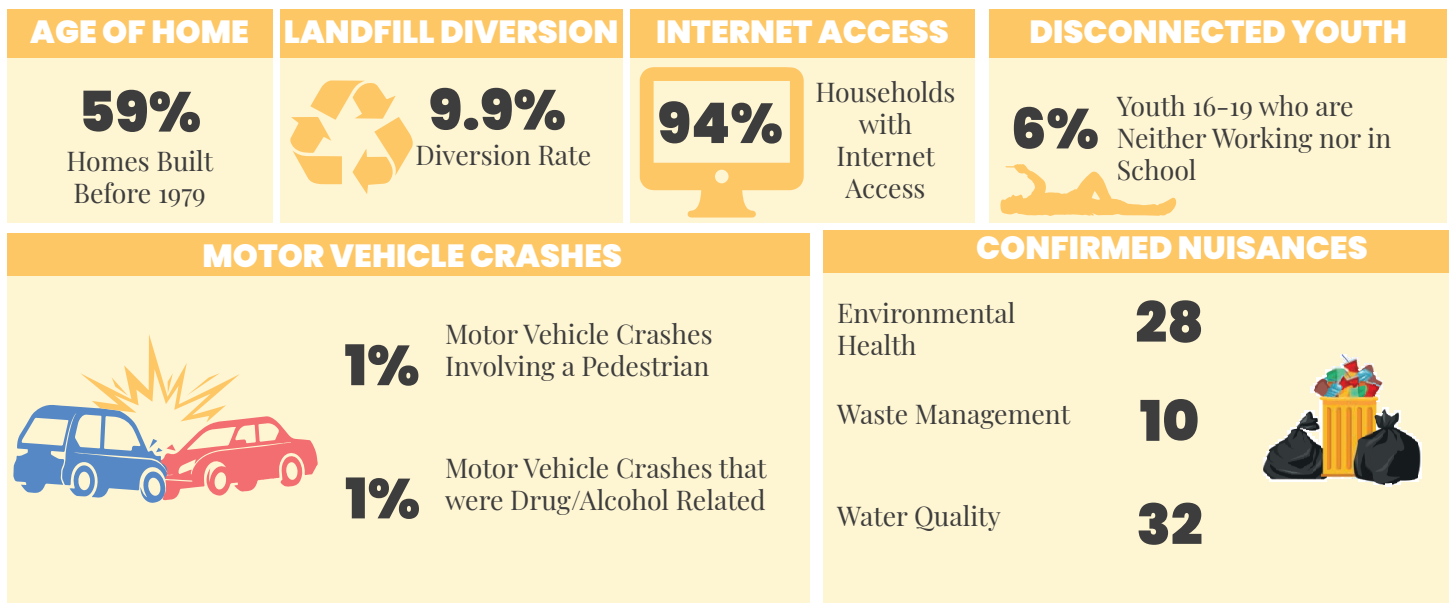 AGE OF HOME
59%
Homes Built
Before 1979
LANDFILL DIVERSION
9.9%
Diversion Rate
INTERNET ACCESS
94%
Households
with
Internet
Access
DISCONNECTED YOUTH
6%
Youth 16-19 who are
Neither Working nor in
School
MOTOR VEHICLE CRASHES
1%
Motor Vehicle Crashes
Involving a Pedestrian
1%
Motor Vehicle Crashes that
were Drug/Alcohol Related
CONFIRMED NUISANCES
Environmental
Health
28
Waste Management
10
Water Quality
32